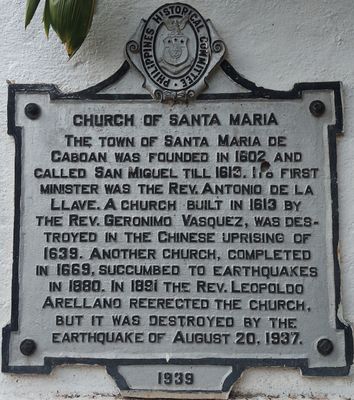 PHILIPPINES HISTORICAL COMMITTEE
CHURCH OF SANTA MARIA
THE TOWN OF SANTA MARIA DE
CABOAN WAS FOUNDED IN 1602 AND
CALLED SAN MIGUEL TILL 1613. ITS FIRST
MINISTER WAS THE REV. ANTONIO DE LA
LLAVE. A CHURCH BUILT IN 1613 BY
THE REV. GERONIMO VASQUEZ, WAS DES-
TROYED IN THE CHINESE UPRISING OF
1639. ANOTHER CHURCH, COMPLETED
IN 1669, SUCCUMBED TO EARTHQUAKES
IN 1880. IN 1891 THE REV. LEOPOLDO
ARELLANO REERECTED THE CHURCH,
BUT IT WAS DESTROYED BY THE
EARTHQUAKE OF AUGUST 20, 1937.
1939